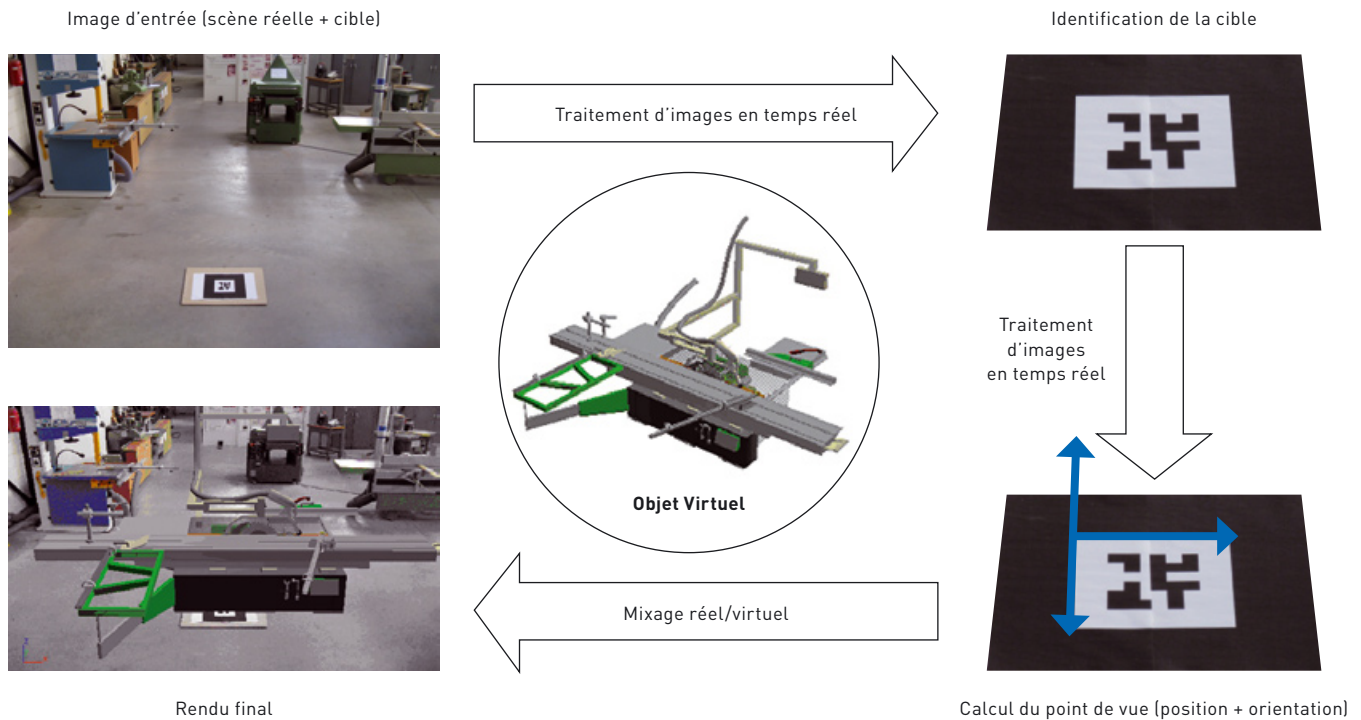 Image d'entrée (scène réelle + cible)
Identification de la cible
Traitement d'images en temps réel
Traitement
d'images
en temps réel
Objet Virtuel
Mixage réel/virtuel
Z
X
Rendu final
Calcul du point de vue (position + orientation)